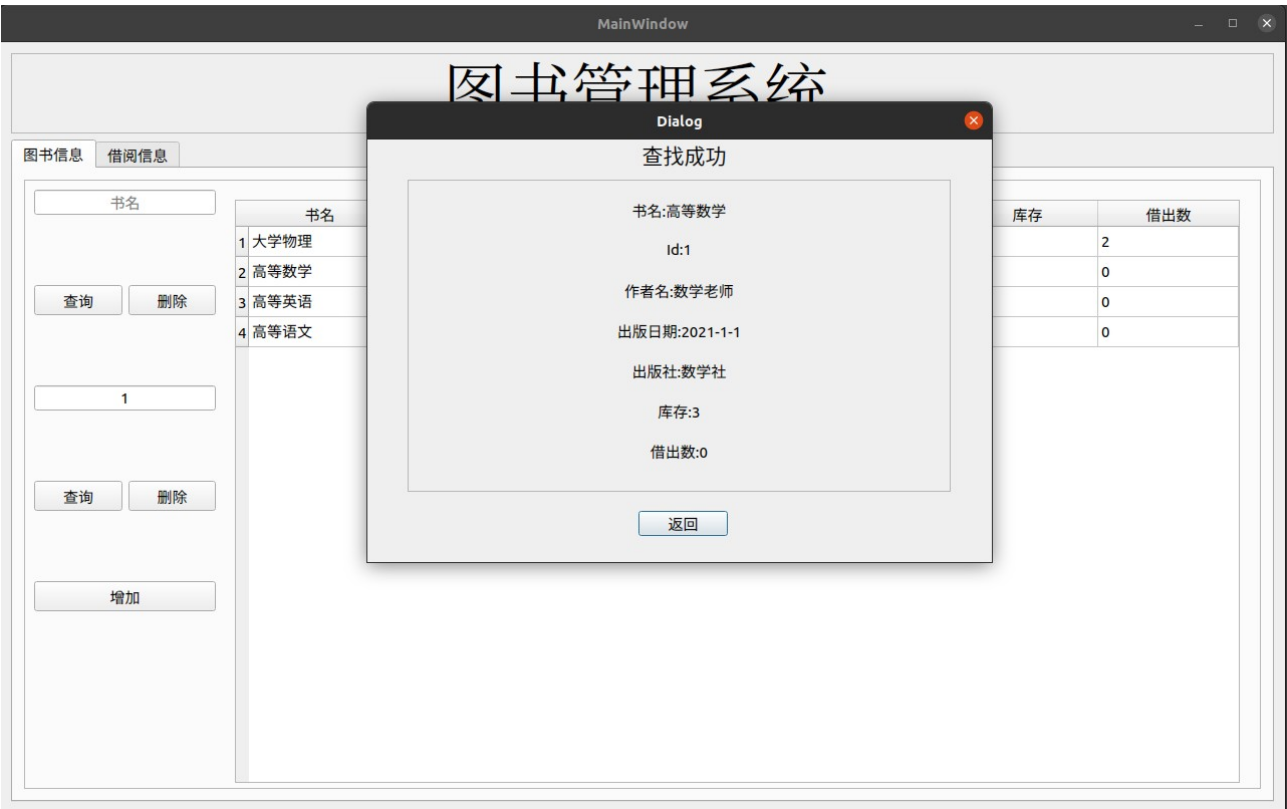 MainWindow
图书管理系统
Dialog
查找成功
图书信息 借阅信息
书名
书名 库存 借出数
1 大学物理 2
2 高等数学 0
3 高等英语 0
4 高等语文 0
查询 删除
1
查询 删除
增加
书名:高等数学
Id:1
作者名:数学老师
出版日期:2021-1-1
出版社:数学社
库存:3
借出数:0
返回